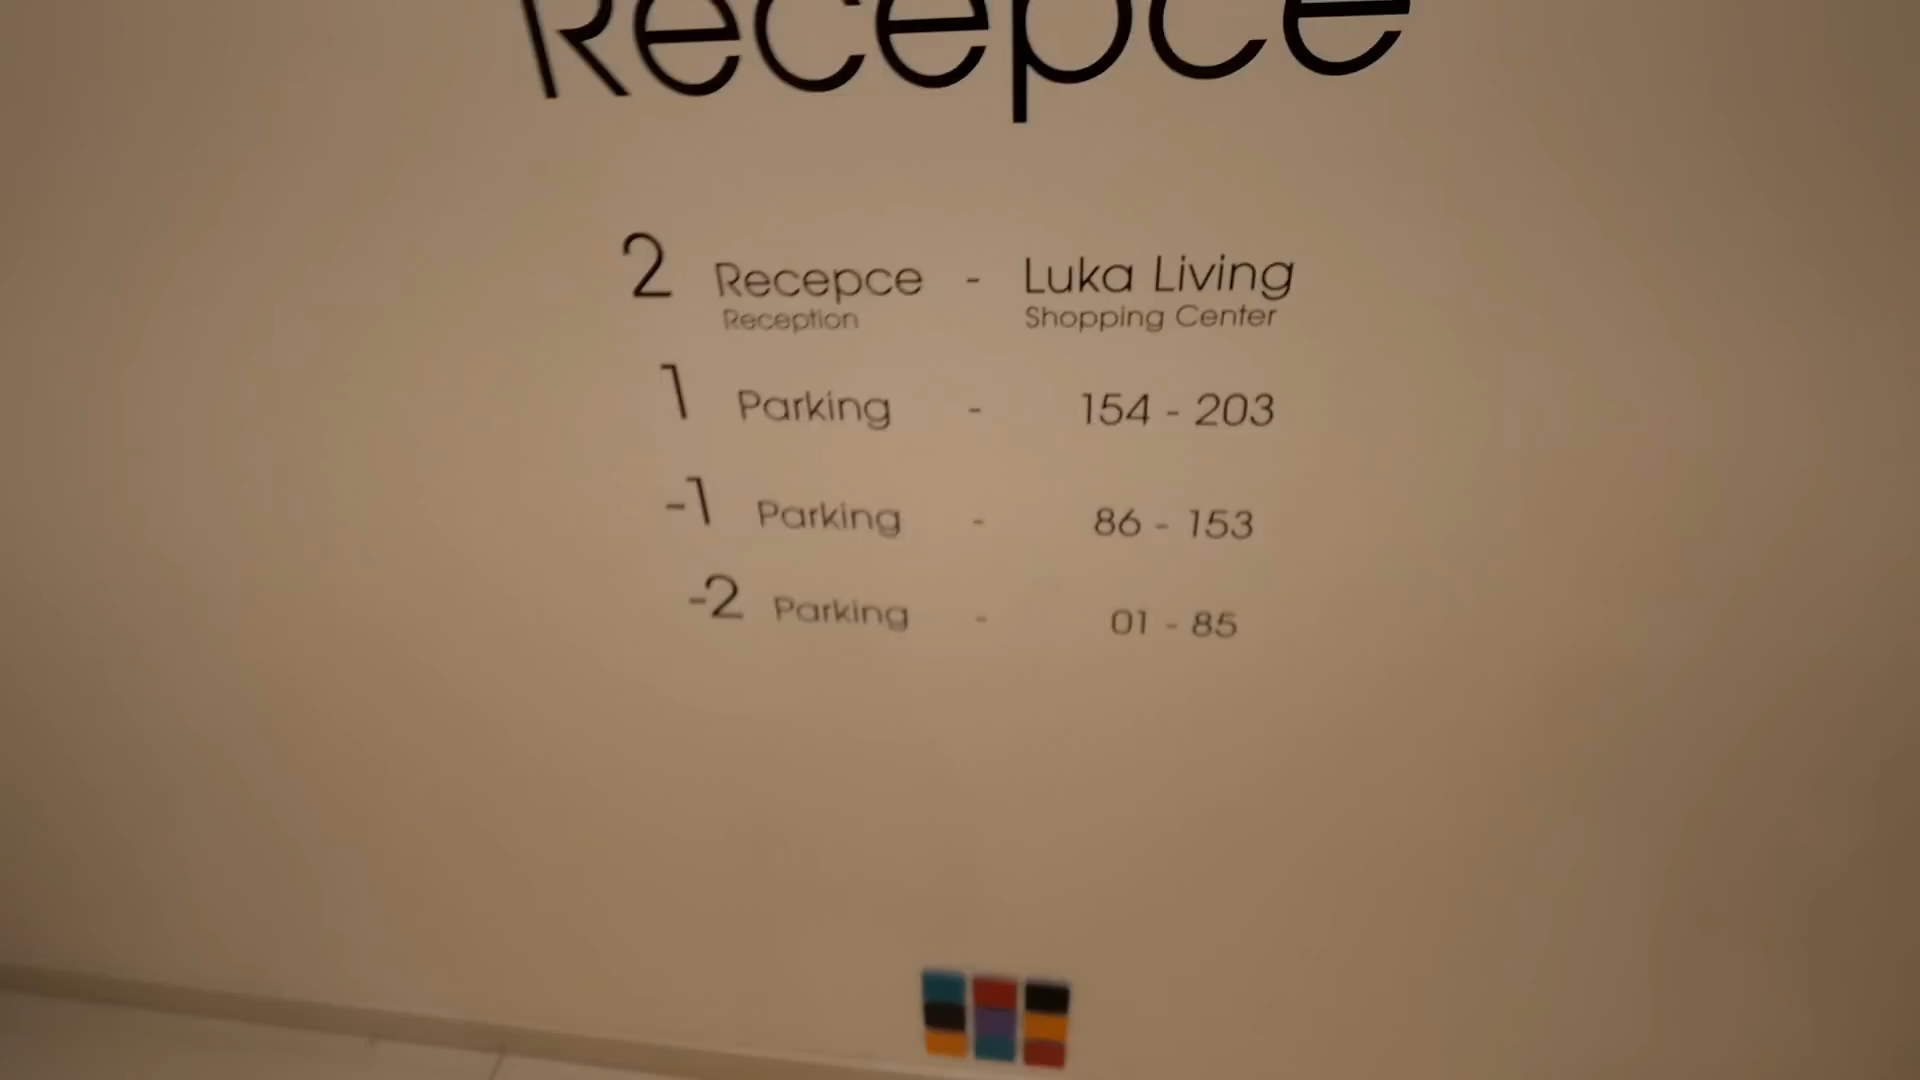 Recepce
2 Recepce - Luka Living
Reception Shopping Center
1 Parking - 154 - 203
-1 Parking - 86 - 153
-2 Parking - 01 - 85